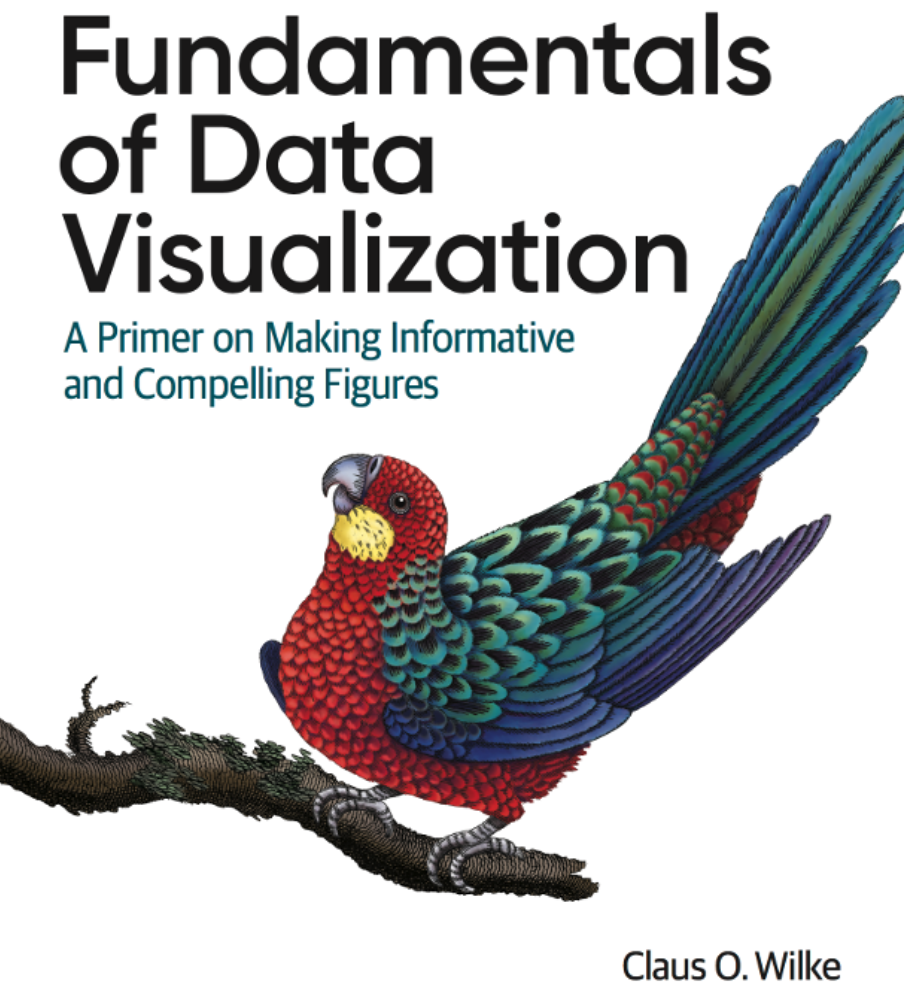 Fundamentals
of Data
Visualization
A Primer on Making Informative
and Compelling Figures
Claus O. Wilke